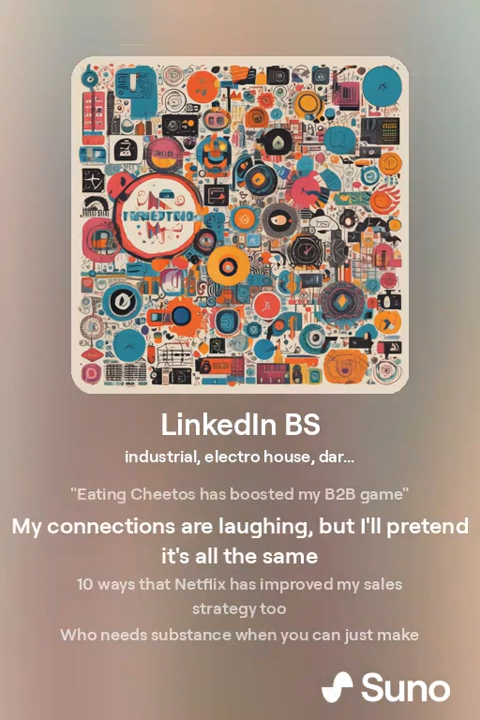 LinkedIn BS
industrial, electro house, dar...
"Eating Cheetos has boosted my B2B game"
My connections are laughing, but I'll pretend
it's all the same
10 ways that Netflix has improved my sales
strategy too
Who needs substance when you can just make
Suno